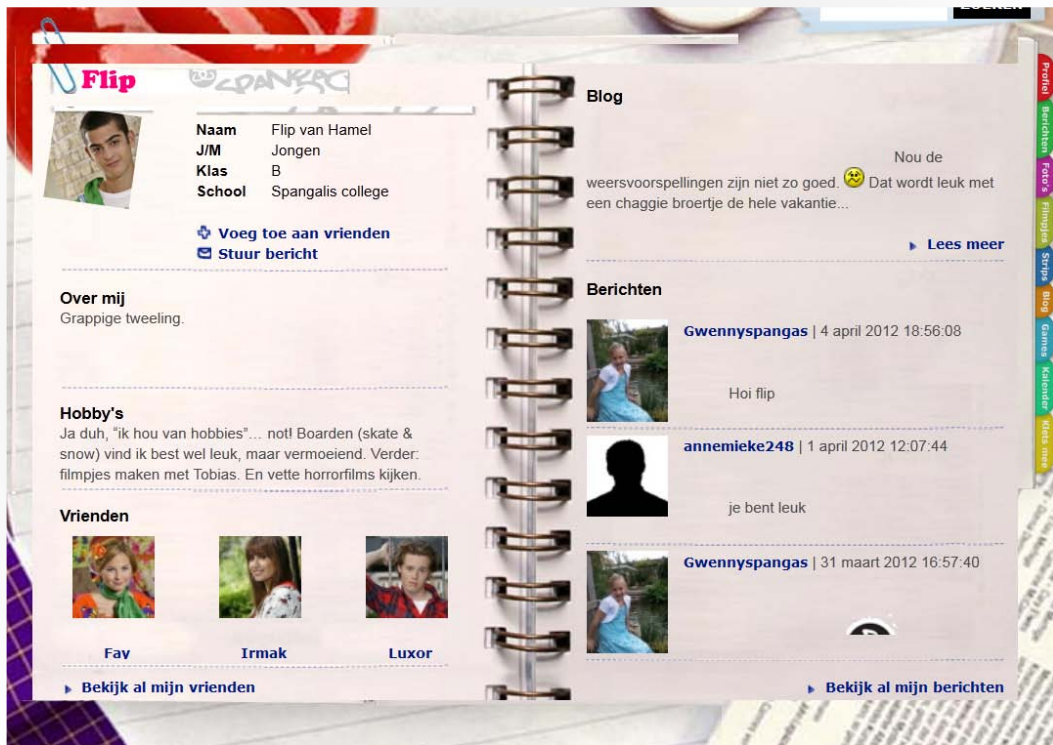 ZOEKEN
Flip
SPANGAS
Naam Flip van Hamel
J/M Jongen
Klas B
School Spangalis college
Voeg toe aan vrienden
Stuur bericht
Over mij
Grappige tweeling.
Hobby's
Ja duh, “ik hou van hobbies”… not! Boarden (skate &
snow) vind ik best wel leuk, maar vermoeiend. Verder:
filmpjes maken met Tobias. En vette horrorfilms kijken.
Vrienden
Fay Irmak Luxor
Bekijk al mijn vrienden
Blog
Nou de
weersvoorspellingen zijn niet zo goed. Dat wordt leuk met
een chaggie broertje de hele vakantie...
Lees meer
Berichten
Gwennyspangas | 4 april 2012 18:56:08
Hoi flip
annemieke248 | 1 april 2012 12:07:44
je bent leuk
Gwennyspangas | 31 maart 2012 16:57:40
Bekijk al mijn berichten
Profiel
Berichten
Foto's
Filmpjes
Strips
Blog
Games
Kalender
Klets mee